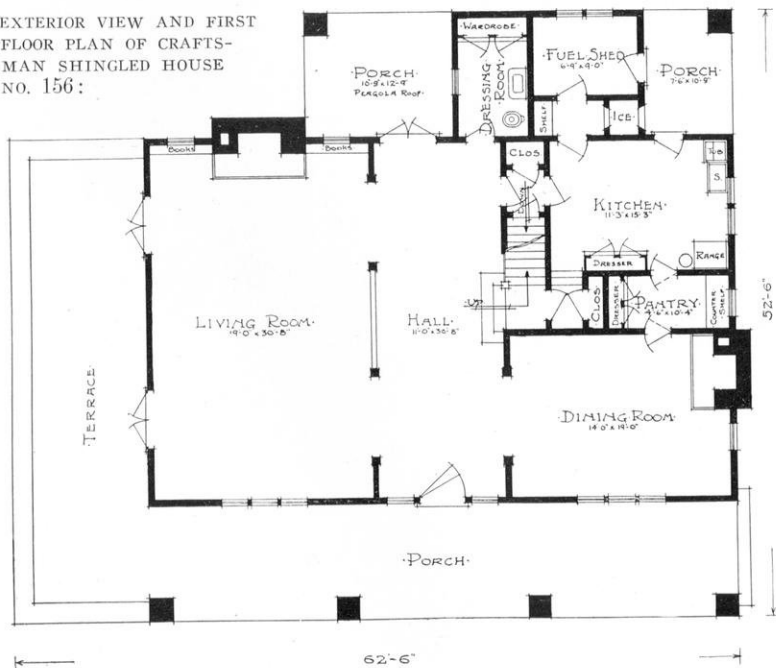 EXTERIOR VIEW AND FIRST
FLOOR PLAN OF CRAFTS-
MAN SHINGLED HOUSE
NO. 156:
WARDROBE
DRESSING
ROOM
FUEL SHED
6'-9"x9'-0"
PORCH
10'-9"x12'-9"
PERGOLA ROOF
PORCH
7'-6"x10'-9"
SHELF
ICE
BOOKS
BOOKS
CLOS.
S.
KITCHEN
11'-3"x15'-3"
DRESSER
RANGE
UP
CLOS
DRESSER
PANTRY
COUNTER
SHELF
LIVING ROOM
19'-0"x30'-8"
HALL
11'-0"x30'-8"
DINING ROOM
14'-0"x19'-0"
TERRACE
PORCH
52'-6"
62'-6"